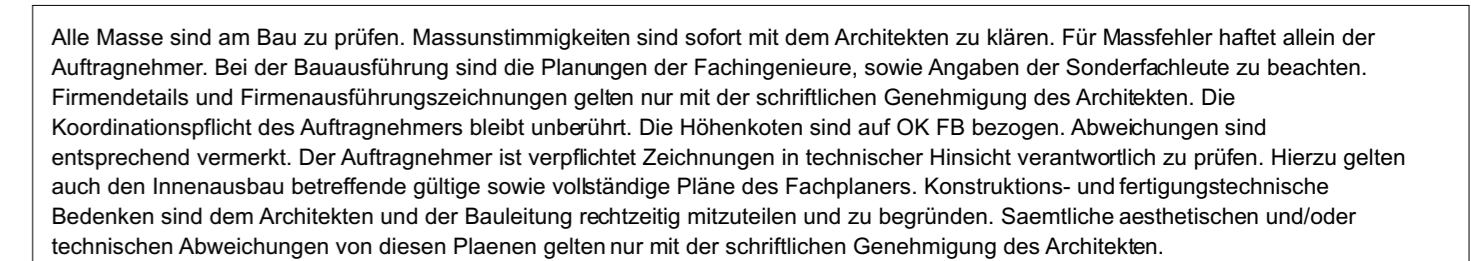 Alle Masse sind am Bau zu prüfen. Massunstimmigkeiten sind sofort mit dem Architekten zu klären. Für Massfehler haftet allein der
Auftragnehmer. Bei der Bauausführung sind die Planungen der Fachingenieure, sowie Angaben der Sonderfachleute zu beachten.
Firmendetails und Firmenausführungszeichnungen gelten nur mit der schriftlichen Genehmigung des Architekten. Die
Koordinationspflicht des Auftragnehmers bleibt unberührt. Die Höhenkoten sind auf OK FB bezogen. Abweichungen sind
entsprechend vermerkt. Der Auftragnehmer ist verpflichtet Zeichnungen in technischer Hinsicht verantwortlich zu prüfen. Hierzu gelten
auch den Innenausbau betreffende gültige sowie vollständige Pläne des Fachplaners. Konstruktions- und fertigungstechnische
Bedenken sind dem Architekten und der Bauleitung rechtzeitig mitzuteilen und zu begründen. Saemtliche aesthetischen und/oder
technischen Abweichungen von diesen Plaenen gelten nur mit der schriftlichen Genehmigung des Architekten.